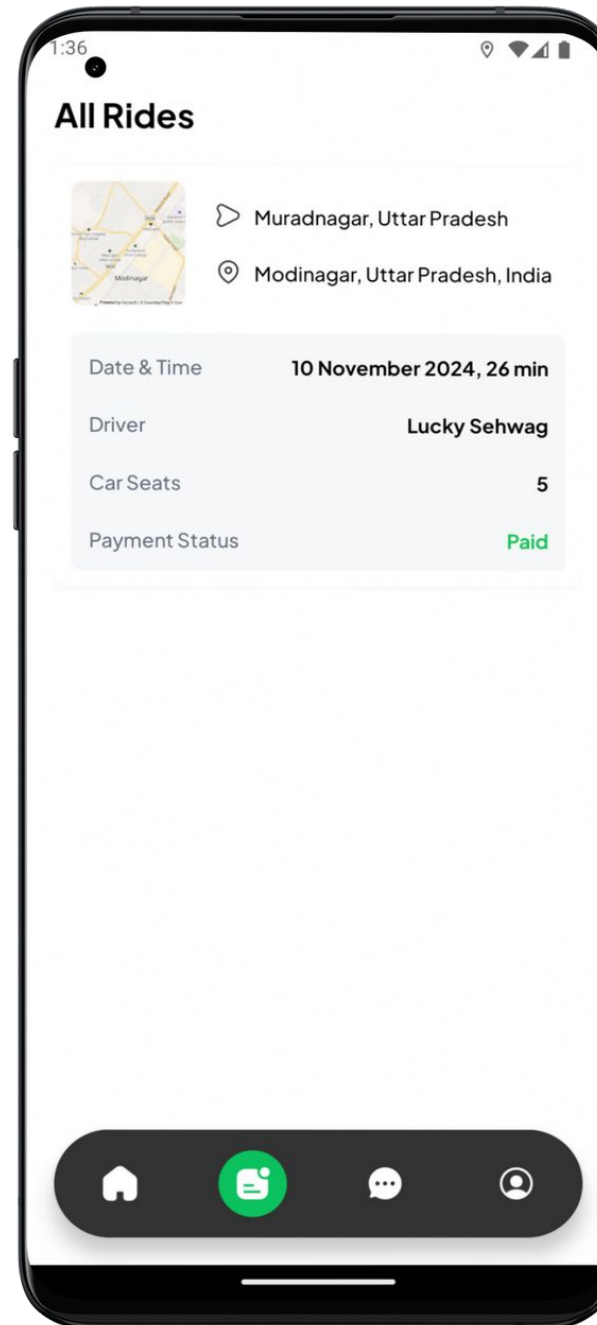 1:36
All Rides
Muradnagar, Uttar Pradesh
Modinagar, Uttar Pradesh, India
Modinagar
Date & Time 10 November 2024, 26 min
Driver Lucky Sehwag
Car Seats 5
Payment Status Paid